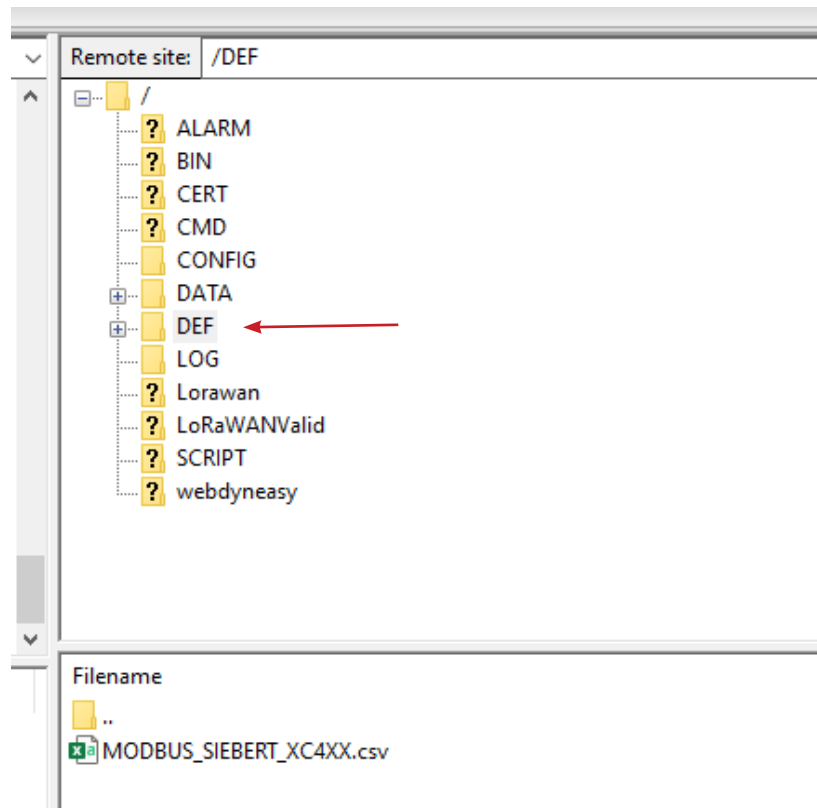 Remote site: /DEF
/
? ALARM
? BIN
? CERT
? CMD
CONFIG
DATA
DEF
LOG
? Lorawan
? LoRaWANValid
? SCRIPT
? webdyneasy
Filename
..
MODBUS_SIEBERT_XC4XX.csv